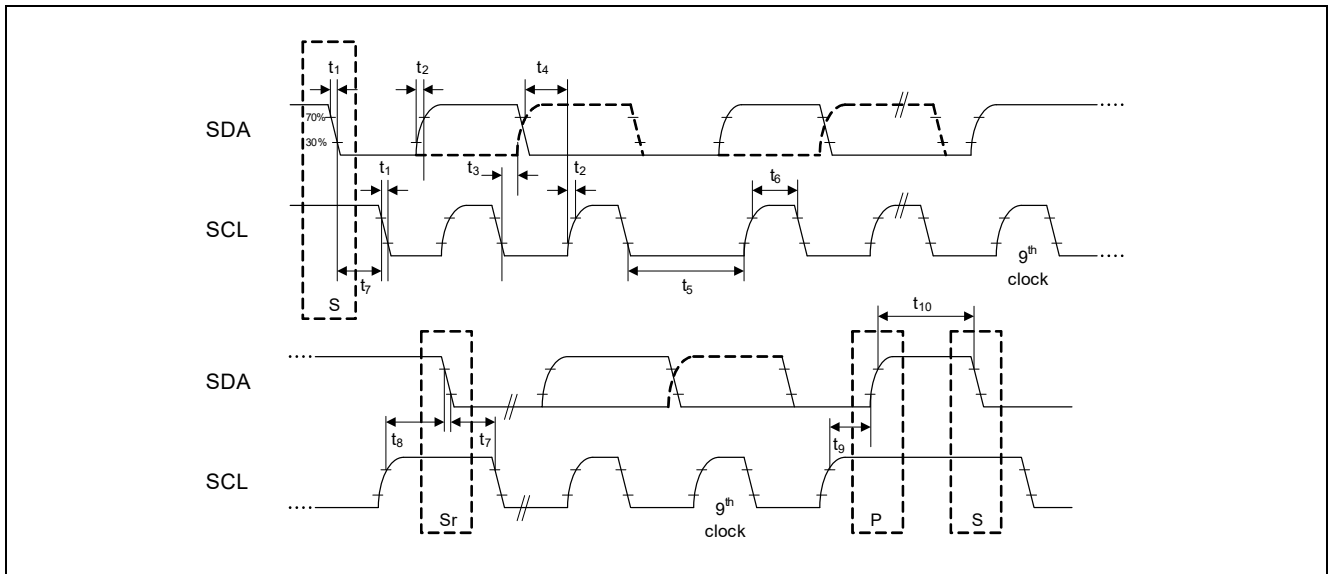 t1 t2 t4
70%
SDA
30%
t1 t3 t2 t6
SCL
9th
clock
t7 t5
S
t10
SDA
t8 t7 t9
SCL
9th
clock
Sr P S